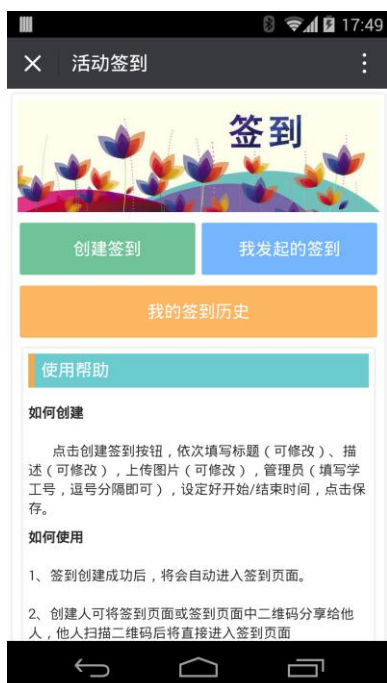 17:49
活动签到
签到
创建签到
我发起的签到
我的签到历史
使用帮助
如何创建
点击创建签到按钮，依次填写标题（可修改）、描
述（可修改），上传图片（可修改），管理员（填写学
工号，逗号分隔即可），设定好开始/结束时间，点击保
存。
如何使用
1、签到创建成功后，将会自动进入签到页面。
2、创建人可将签到页面或签到页面中二维码分享给他
人，他人扫描二维码后将直接进入签到页面